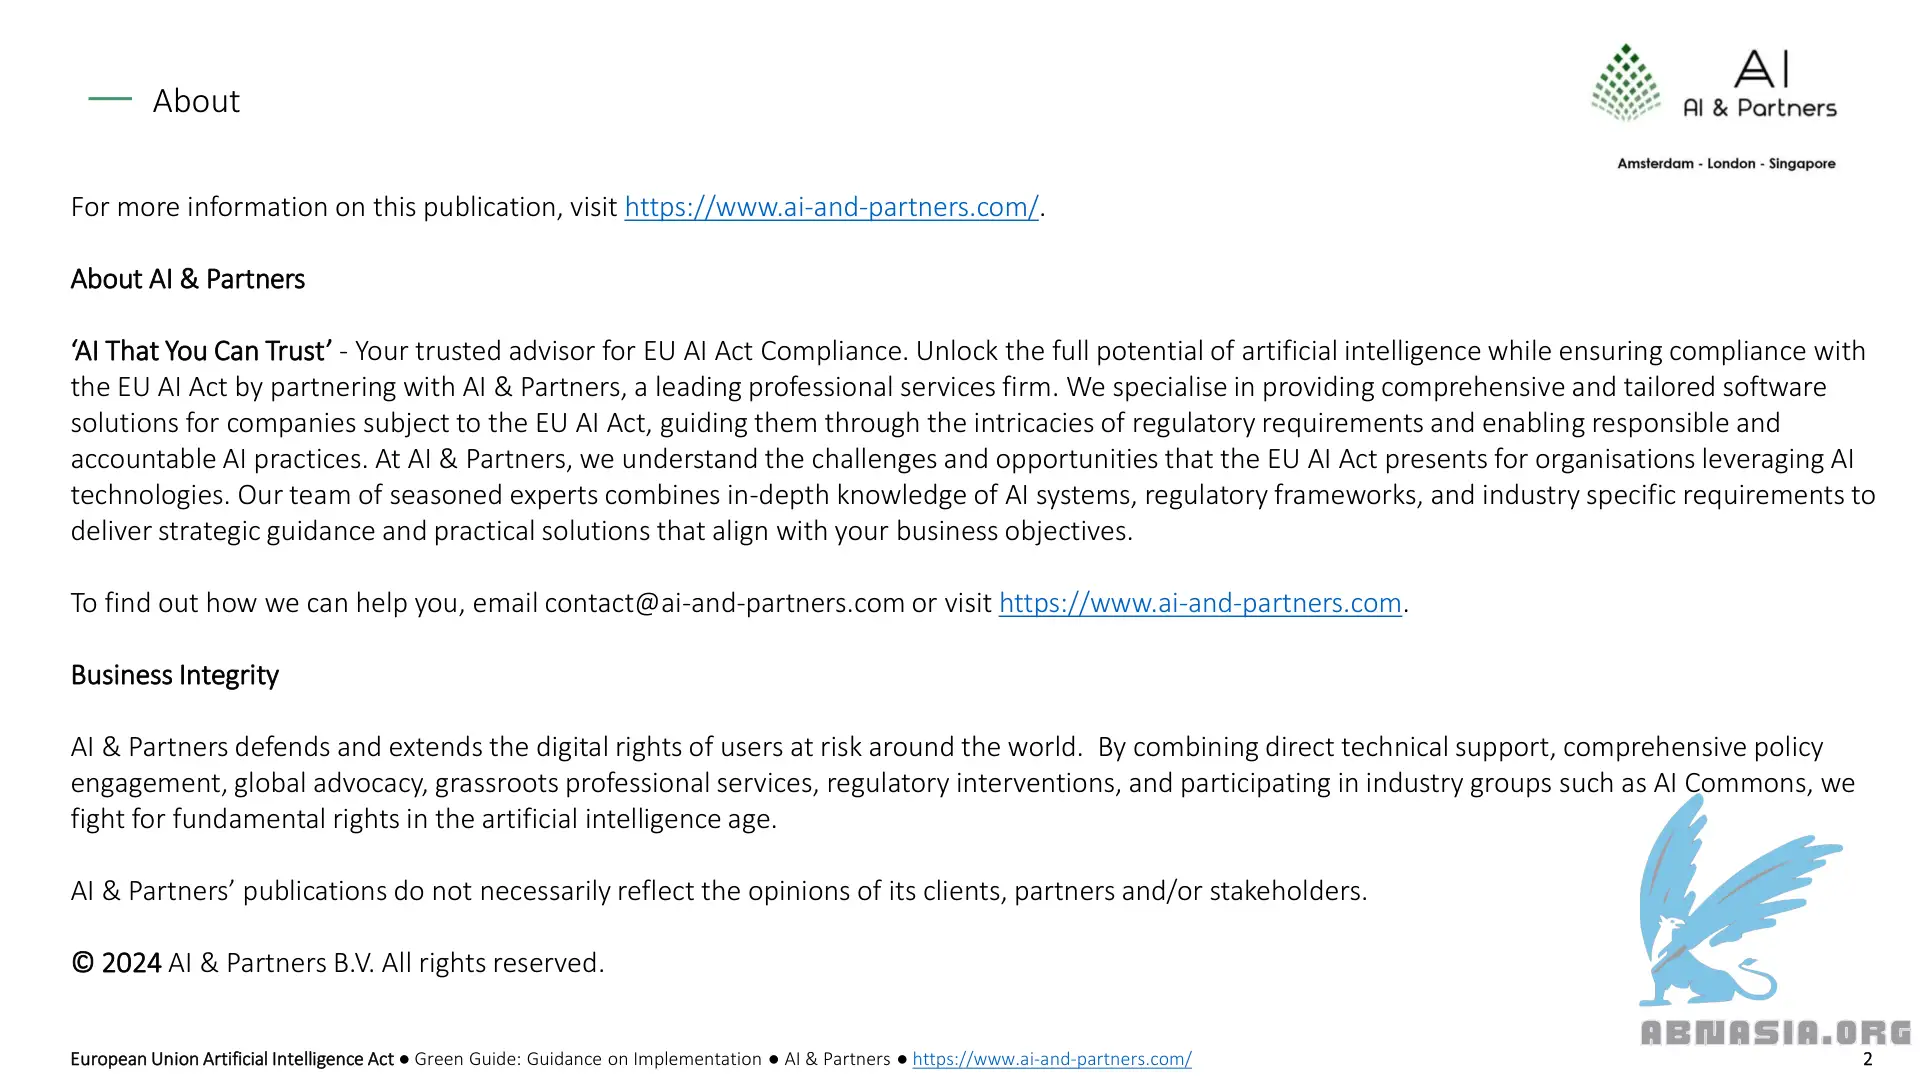 About
AI
AI & Partners
Amsterdam - London - Singapore
For more information on this publication, visit https://www.ai-and-partners.com/.
About AI & Partners
‘AI That You Can Trust’ - Your trusted advisor for EU AI Act Compliance. Unlock the full potential of artificial intelligence while ensuring compliance with
the EU AI Act by partnering with AI & Partners, a leading professional services firm. We specialise in providing comprehensive and tailored software
solutions for companies subject to the EU AI Act, guiding them through the intricacies of regulatory requirements and enabling responsible and
accountable AI practices. At AI & Partners, we understand the challenges and opportunities that the EU AI Act presents for organisations leveraging AI
technologies. Our team of seasoned experts combines in-depth knowledge of AI systems, regulatory frameworks, and industry specific requirements to
deliver strategic guidance and practical solutions that align with your business objectives.
To find out how we can help you, email contact@ai-and-partners.com or visit https://www.ai-and-partners.com.
Business Integrity
AI & Partners defends and extends the digital rights of users at risk around the world.  By combining direct technical support, comprehensive policy
engagement, global advocacy, grassroots professional services, regulatory interventions, and participating in industry groups such as AI Commons, we
fight for fundamental rights in the artificial intelligence age.
AI & Partners’ publications do not necessarily reflect the opinions of its clients, partners and/or stakeholders.
© 2024 AI & Partners B.V. All rights reserved.
ABNASIA.ORG
European Union Artificial Intelligence Act ● Green Guide: Guidance on Implementation ● AI & Partners ● https://www.ai-and-partners.com/
2